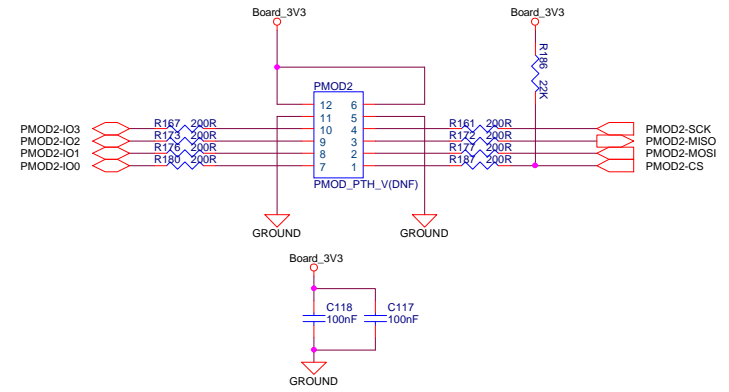 Board_3V3
Board_3V3
R186
22K
PMOD2
12 6
11 5
PMOD2-IO3 R167 200R 10 4 R161 200R PMOD2-SCK
PMOD2-IO2 R173 200R 9 3 R172 200R PMOD2-MISO
PMOD2-IO1 R176 200R 8 2 R177 200R PMOD2-MOSI
PMOD2-IO0 R180 200R 7 1 R187 200R PMOD2-CS
PMOD_PTH_V(DNF)
GROUND
GROUND
Board_3V3
C118 C117
100nF 100nF
GROUND